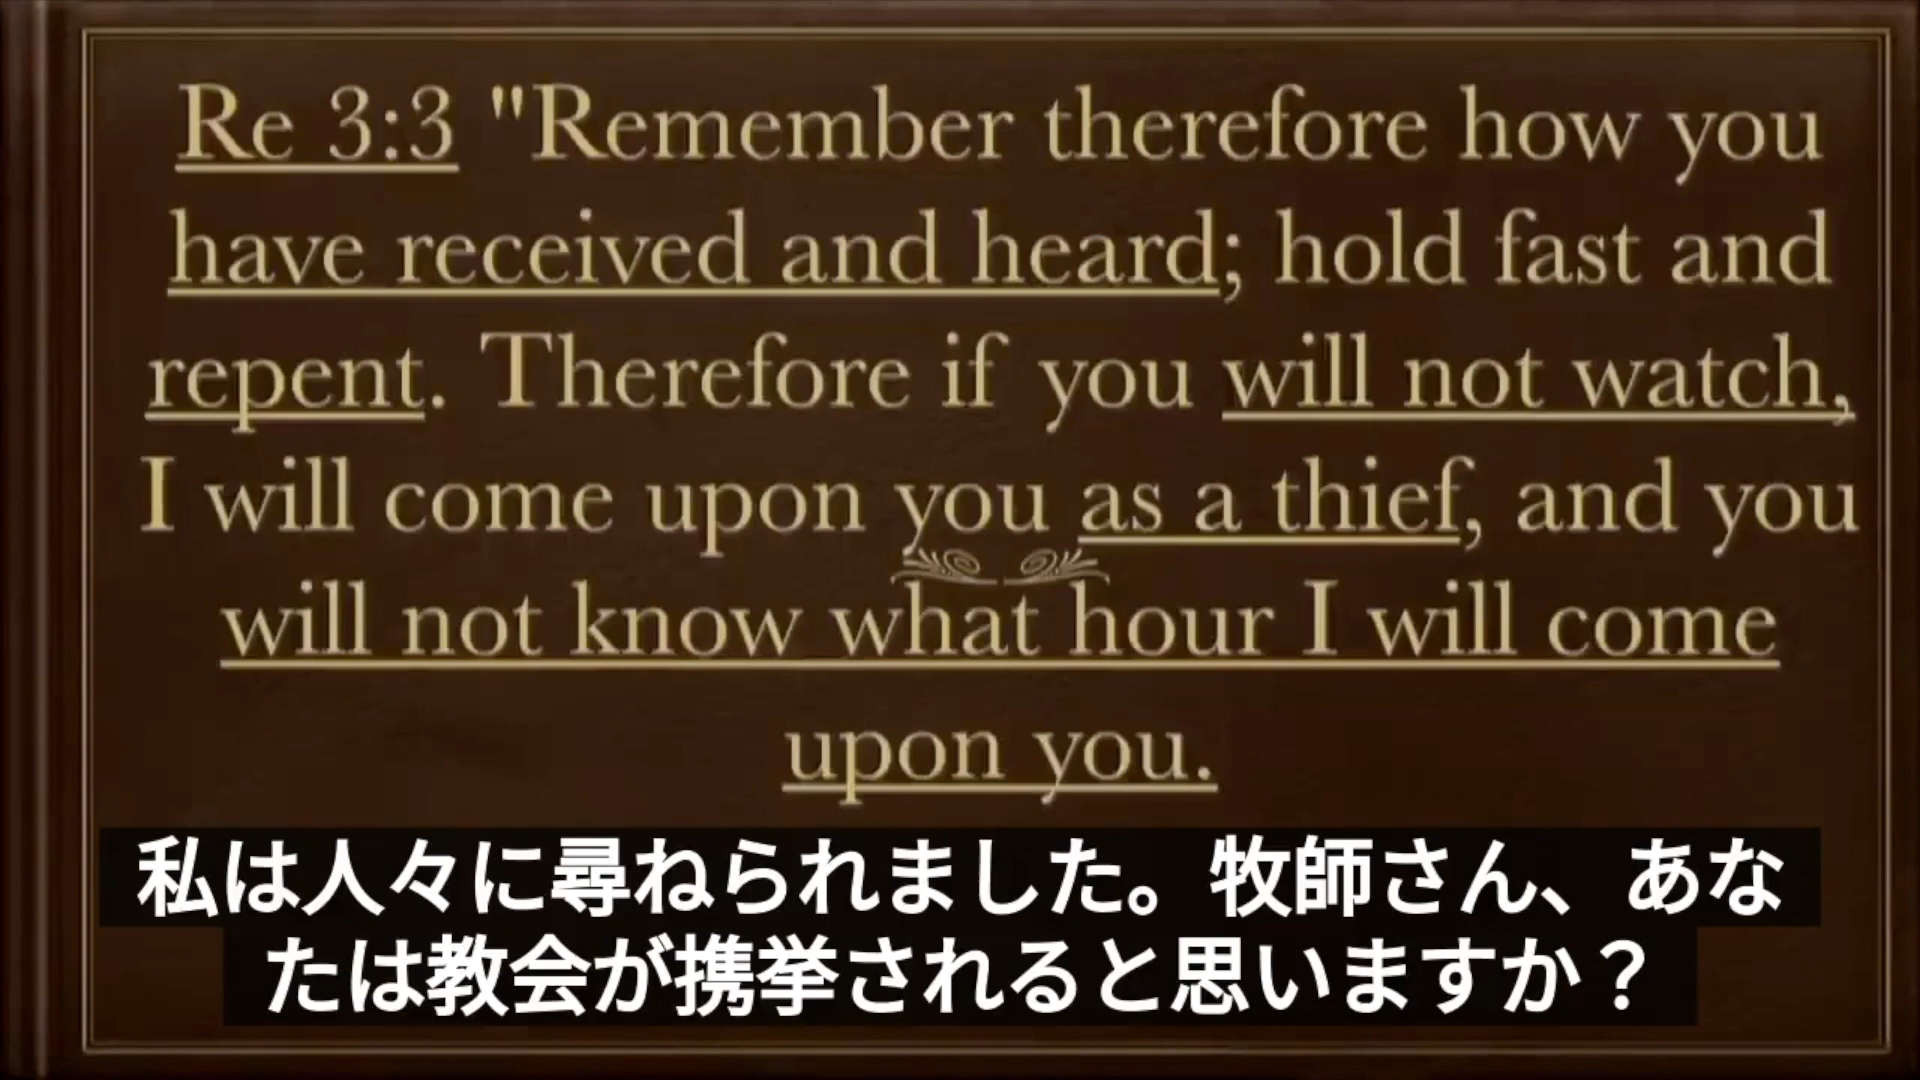 Re 3:3 "Remember therefore how you
have received and heard; hold fast and
repent. Therefore if you will not watch,
I will come upon you as a thief, and you
will not know what hour I will come
upon you.
私は人々に尋ねられました。牧師さん、あな
たは教会が携挙されると思いますか？